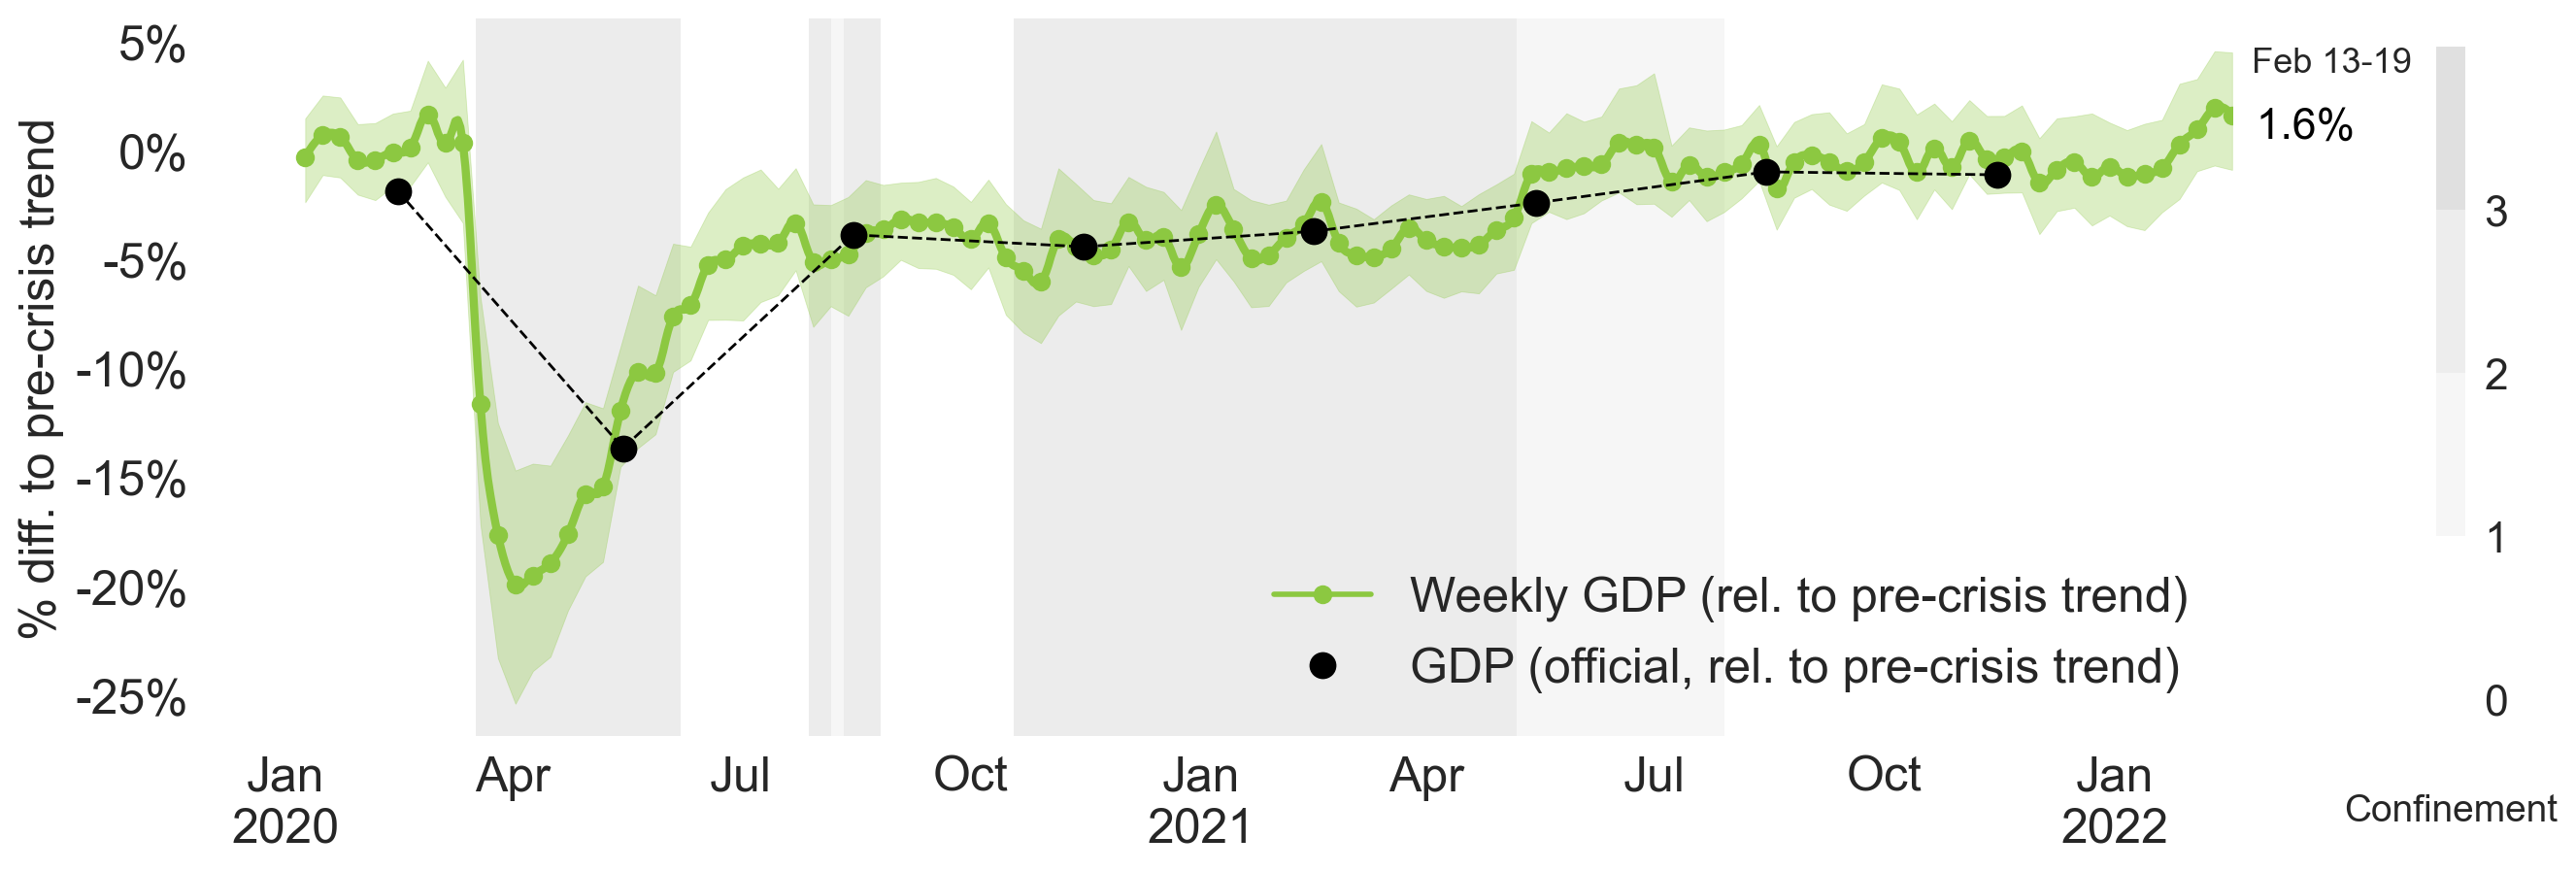 % diff. to pre-crisis trend
5%
0%
-5%
-10%
-15%
-20%
-25%
Jan
2020
Apr
Jul
Oct
Jan
2021
Apr
Jul
Oct
Jan
2022
Weekly GDP (rel. to pre-crisis trend)
GDP (official, rel. to pre-crisis trend)
Feb 13-19
1.6%
3
2
1
0
Confinement